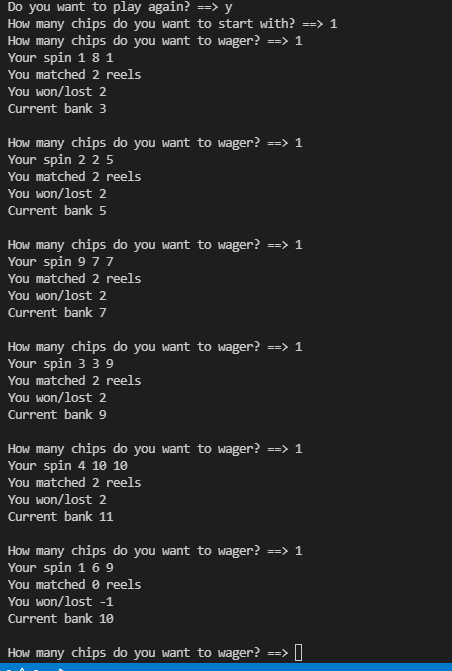 Do you want to play again? ==> y
How many chips do you want to start with? ==> 1
How many chips do you want to wager? ==> 1
Your spin 1 8 1
You matched 2 reels
You won/lost 2
Current bank 3
How many chips do you want to wager? ==> 1
Your spin 2 2 5
You matched 2 reels
You won/lost 2
Current bank 5
How many chips do you want to wager? ==> 1
Your spin 9 7 7
You matched 2 reels
You won/lost 2
Current bank 7
How many chips do you want to wager? ==> 1
Your spin 3 3 9
You matched 2 reels
You won/lost 2
Current bank 9
How many chips do you want to wager? ==> 1
Your spin 4 10 10
You matched 2 reels
You won/lost 2
Current bank 11
How many chips do you want to wager? ==> 1
Your spin 1 6 9
You matched 0 reels
You won/lost -1
Current bank 10
How many chips do you want to wager? ==>